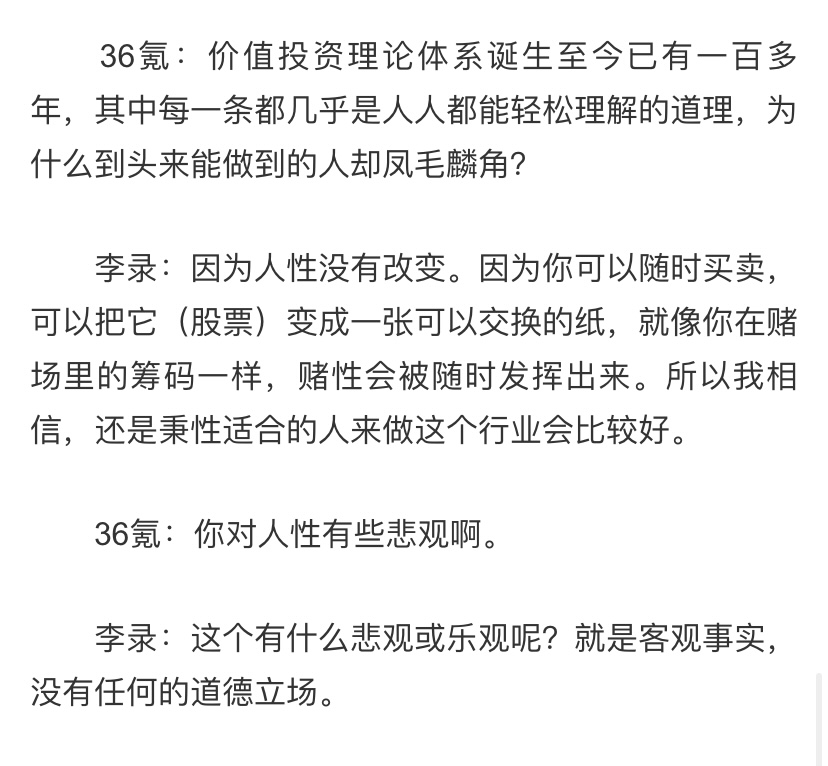 36氪：价值投资理论体系诞生至今已有一百多
年，其中每一条都几乎是人人都能轻松理解的道理，为
什么到头来能做到的人却凤毛麟角？
李录：因为人性没有改变。因为你可以随时买卖，
可以把它（股票）变成一张可以交换的纸，就像你在赌
场里的筹码一样，赌性会被随时发挥出来。所以我相
信，还是秉性适合的人来做这个行业会比较好。
36氪：你对人性有些悲观啊。
李录：这个有什么悲观或乐观呢？就是客观事实，
没有任何的道德立场。